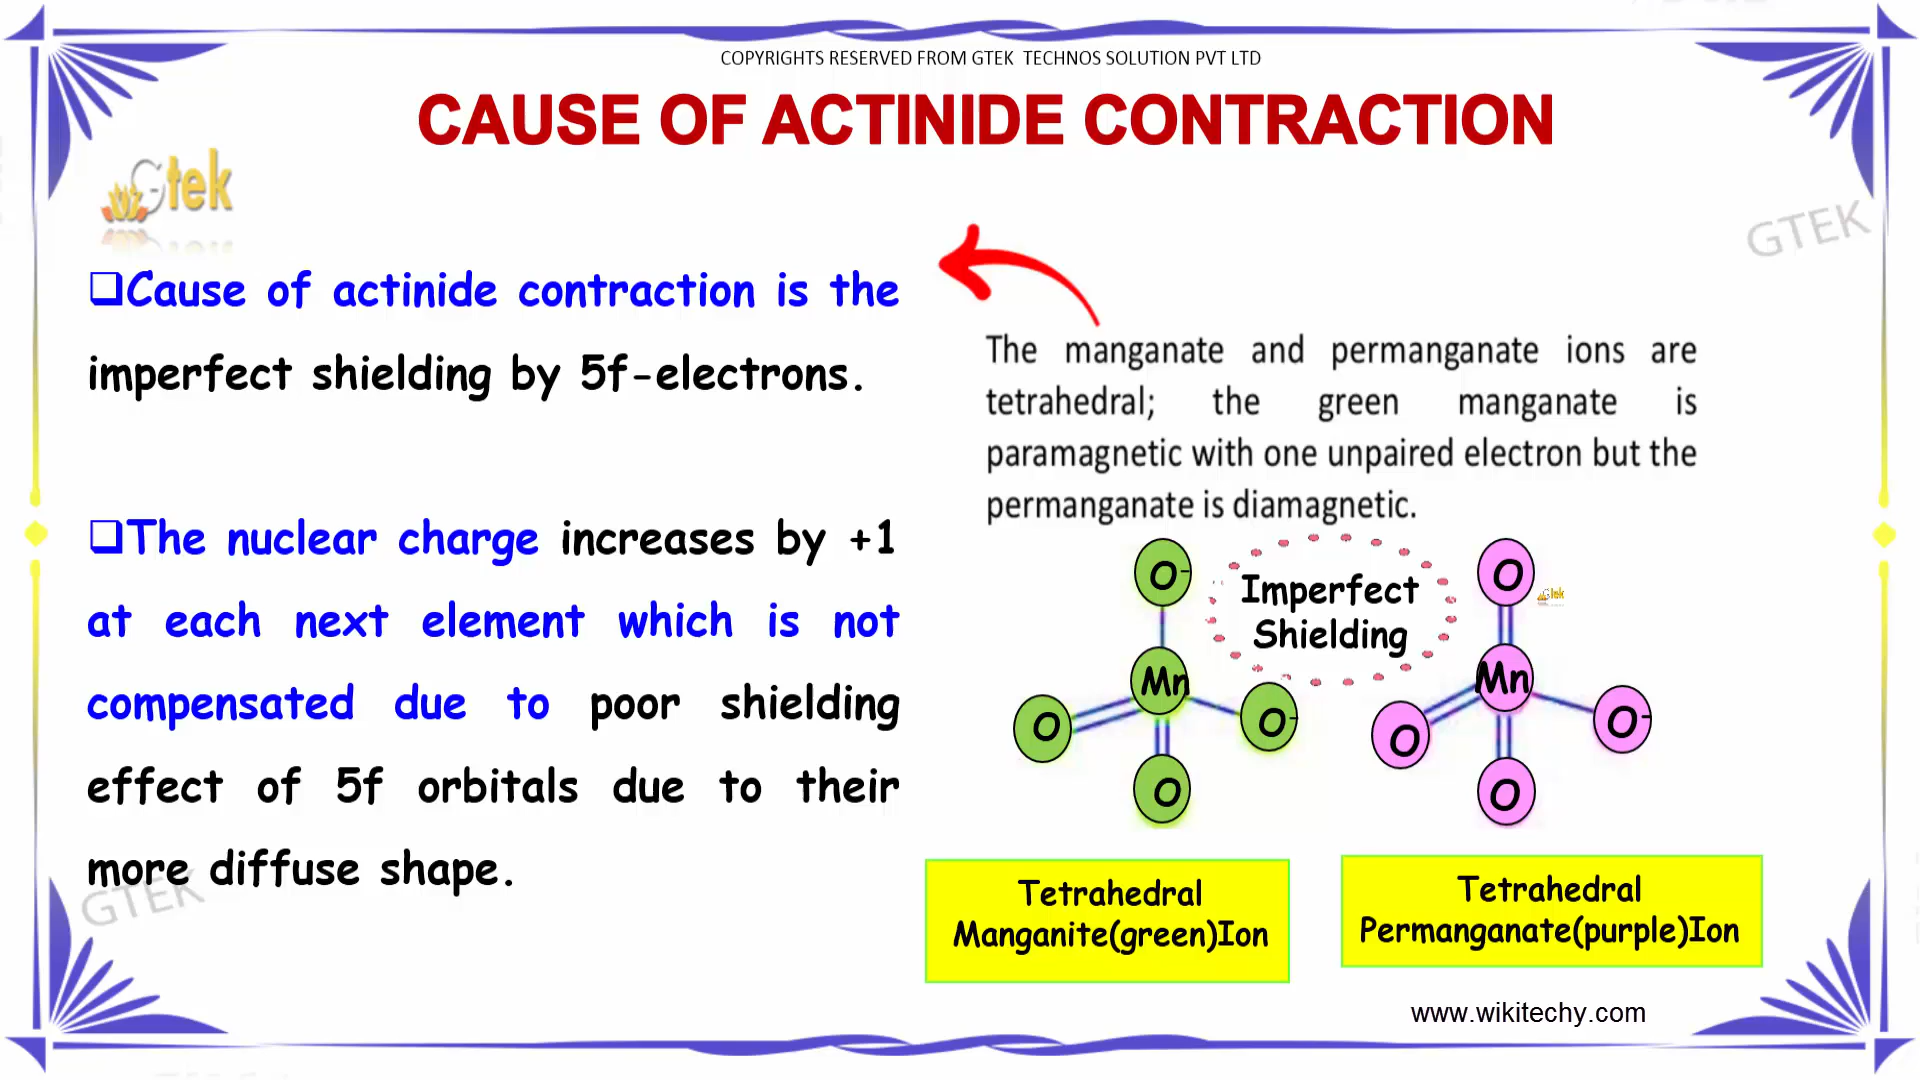 COPYRIGHTS RESERVED FROM GTEK TECHNOS SOLUTION PVT LTD
CAUSE OF ACTINIDE CONTRACTION
Gtek
GTEK
❑Cause of actinide contraction is the
imperfect shielding by 5f-electrons.
❑The nuclear charge increases by +1
at each next element which is not
compensated due to poor shielding
effect of 5f orbitals due to their
more diffuse shape.
GTEK
The manganate and permanganate ions are
tetrahedral; the green manganate is
paramagnetic with one unpaired electron but the
permanganate is diamagnetic.
Imperfect
Shielding
O-
Mn
O
O-
O
O
Gtek
Mn
O
O-
O
Tetrahedral
Manganite(green)Ion
Tetrahedral
Permanganate(purple)Ion
www.wikitechy.com